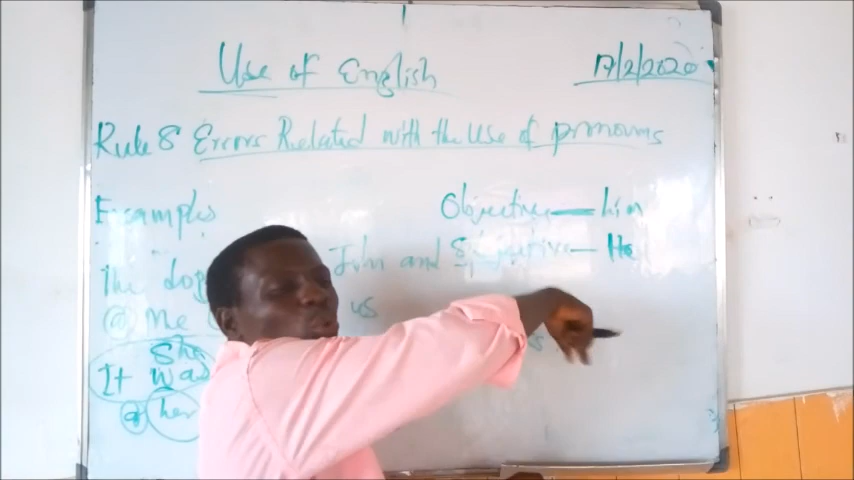 Use of English 17/2/2020
Rule 8 Errors Related with the Use of pronouns
Examples Objective — him
The dog John and Subjective — He
@ Me us
She
It was
@ her